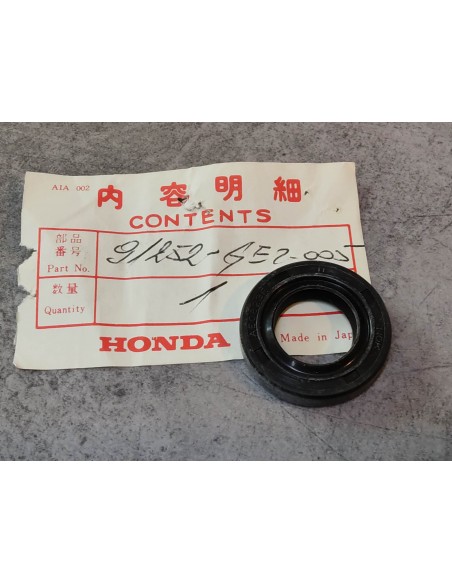 AIA 002
内容明細
CONTENTS
部品
番号
Part No. 91252-GE2-005
数量
Quantity 1
HONDA
Made in Jap